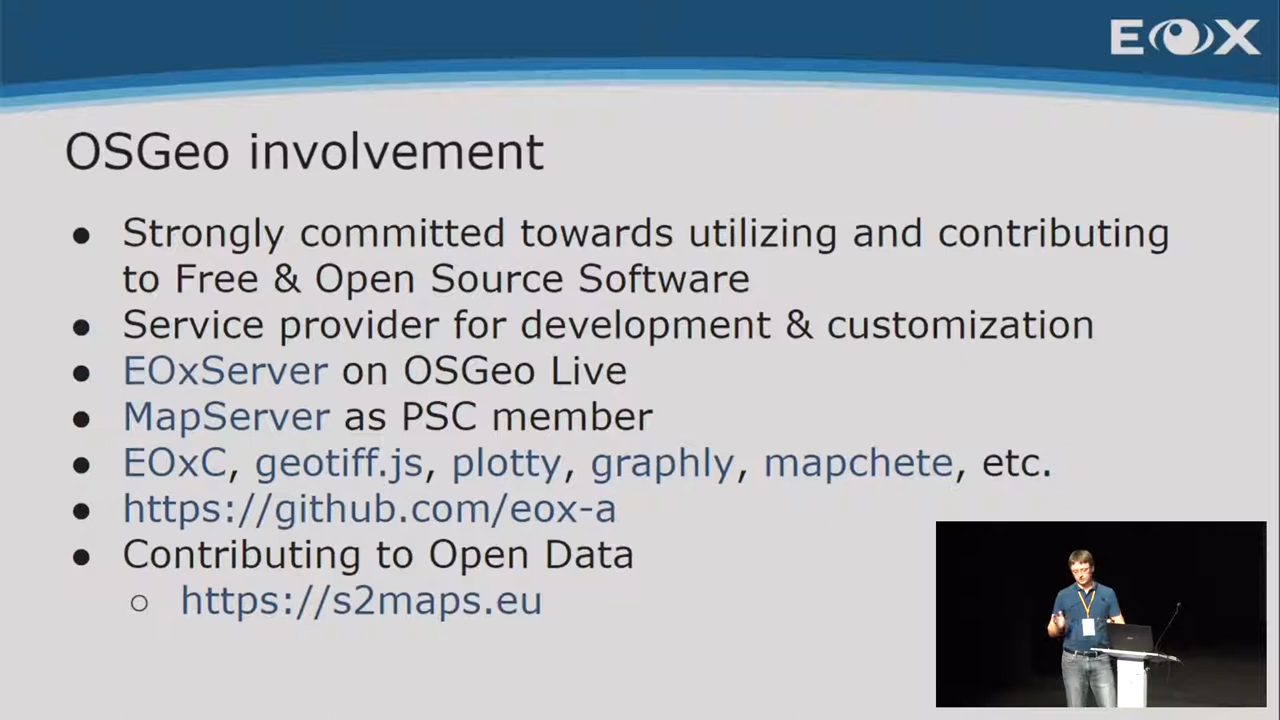 EOX
OSGeo involvement
● Strongly committed towards utilizing and contributing
to Free & Open Source Software
● Service provider for development & customization
● EOxServer on OSGeo Live
● MapServer as PSC member
● EOxC, geotiff.js, plotty, graphly, mapchete, etc.
● https://github.com/eox-a
● Contributing to Open Data
○ https://s2maps.eu